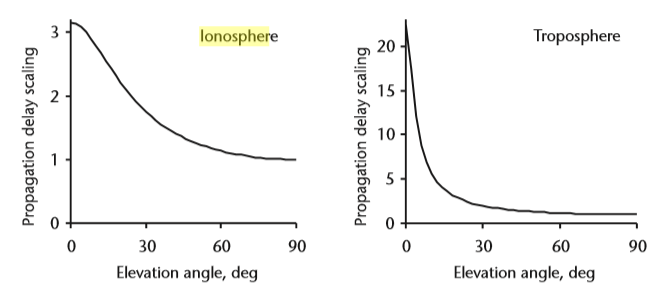 Ionosphere
Propagation delay scaling
3
2
1
0
0 30 60 90
Elevation angle, deg
Troposphere
Propagation delay scaling
20
15
10
5
0
0 30 60 90
Elevation angle, deg